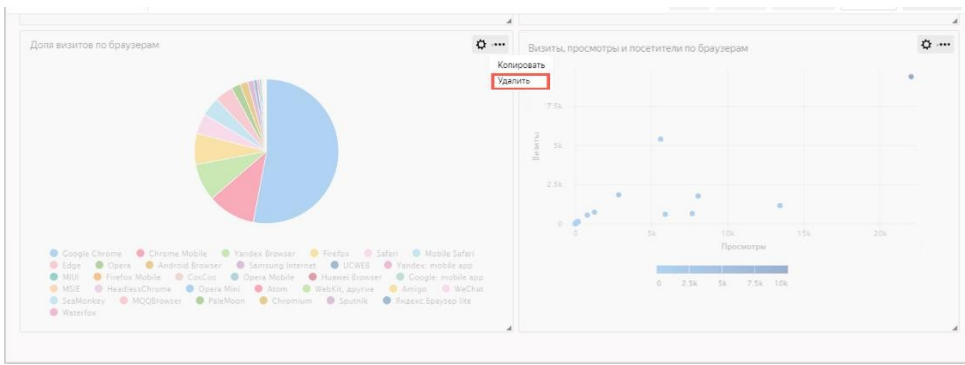 Доля визитов по браузерам
Копировать
Удалить
Google Chrome Chrome Mobile Yandex Browser Firefox Safari Mobile Safari
Edge Opera Android Browser Samsung Internet UCWEB Yandex: mobile app
MIUI Firefox Mobile CocCoc Opera Mobile Huawei Browser Google: mobile app
MSIE HeadlessChrome Opera Mini Atom WebKit, другие Amigo WeChat
SeaMonkey MQQBrowser PaleMoon Chromium Sputnik Яндекс.Браузер lite
Waterfox
Визиты, просмотры и посетители по браузерам
Визиты
7.5k
5k
2.5k
0
0 5k 10k 15k 20k
Просмотры
0 2.5k 5k 7.5k 10k